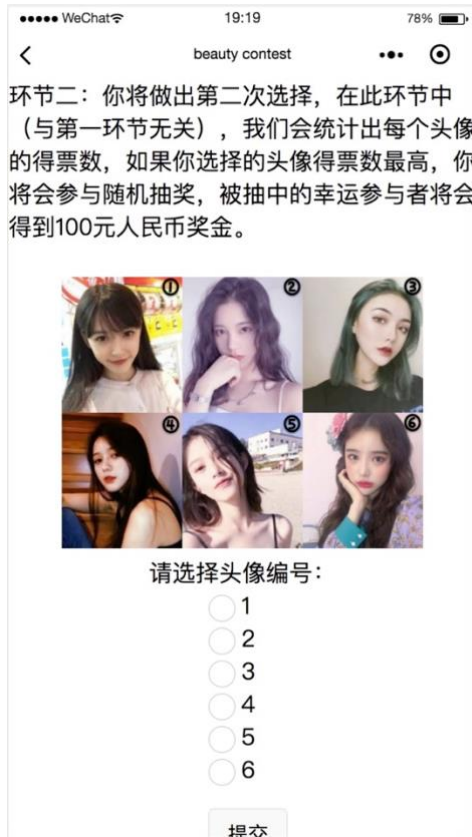 WeChat 19:19 78%
beauty contest
环节二：你将做出第二次选择，在此环节中
（与第一环节无关），我们会统计出每个头像
的得票数，如果你选择的头像得票数最高，你
将会参与随机抽奖，被抽中的幸运参与者将会
得到100元人民币奖金。
① ② ③
④ ⑤ ⑥
请选择头像编号：
1
2
3
4
5
6
提交